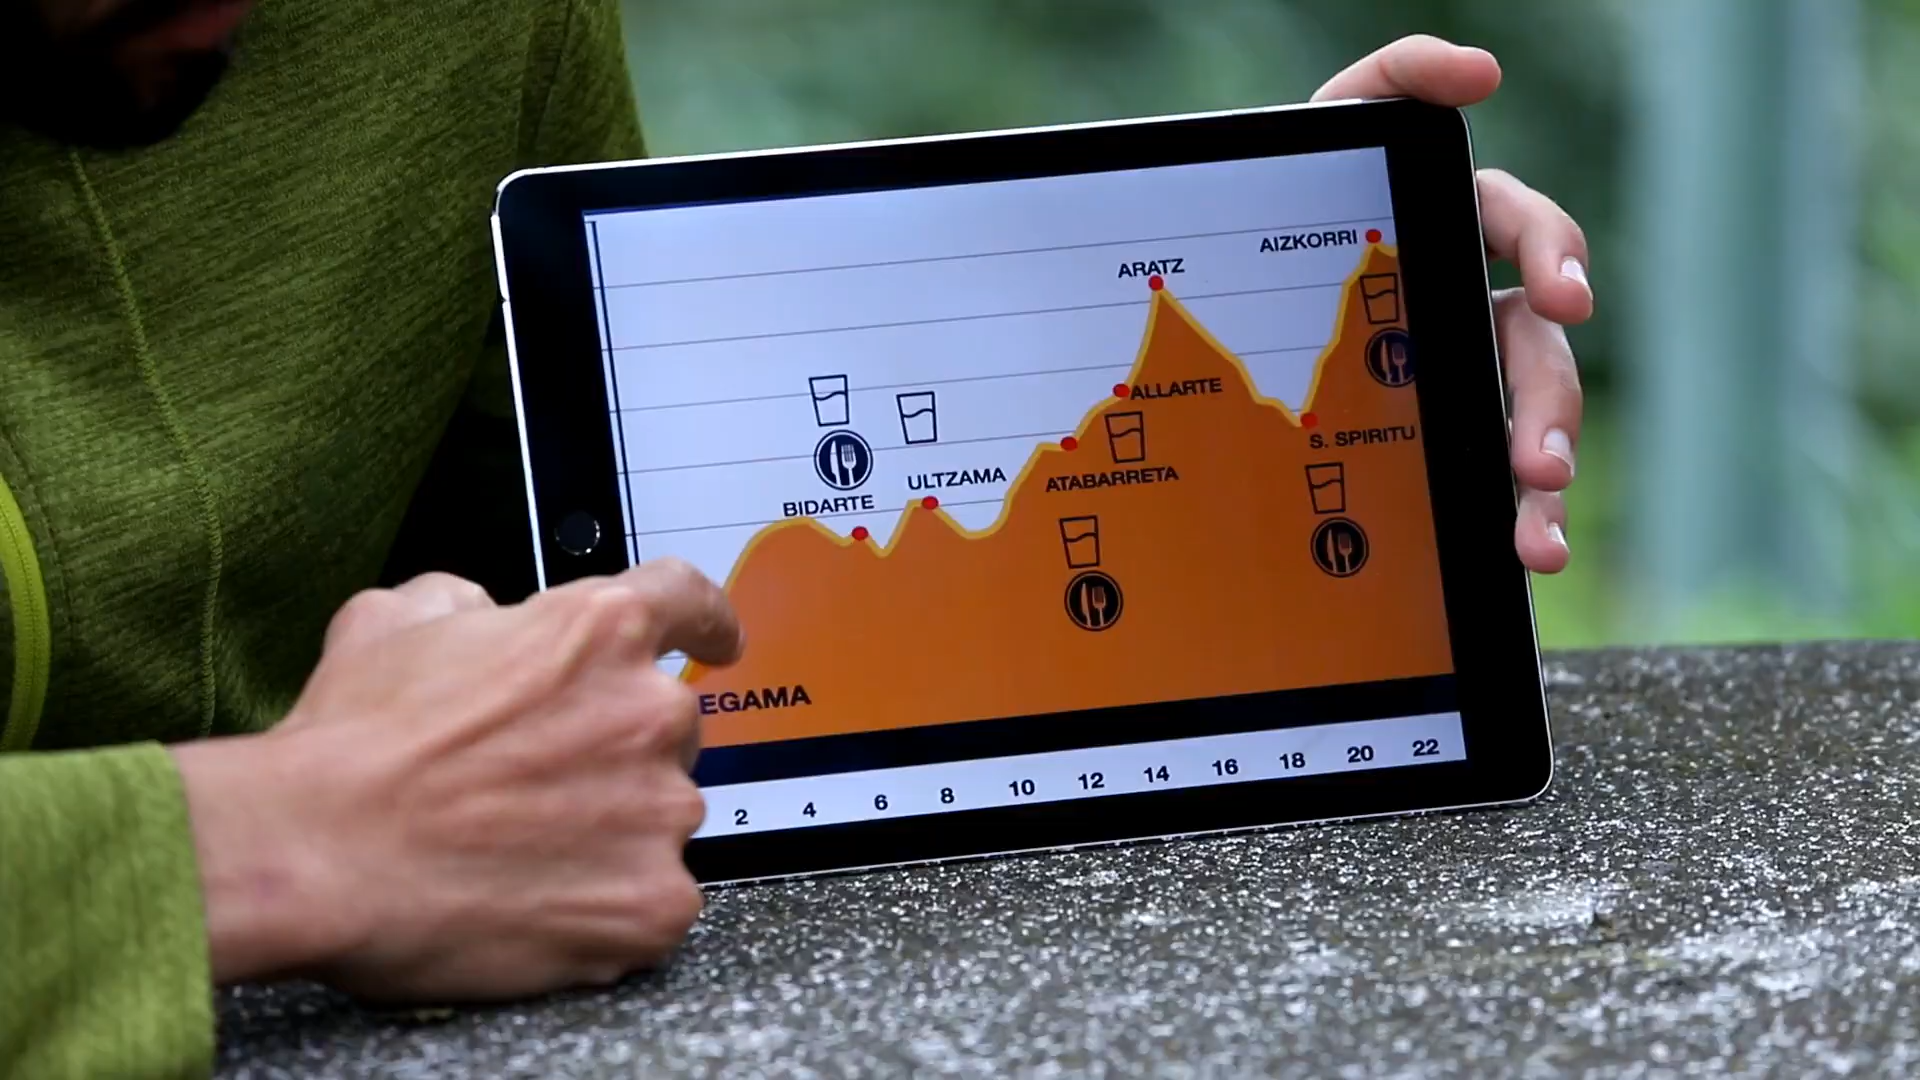 AIZKORRI
ARATZ
ALLARTE
S. SPIRITU
ULTZAMA
ATABARRETA
BIDARTE
EGAMA
2 4 6 8 10 12 14 16 18 20 22